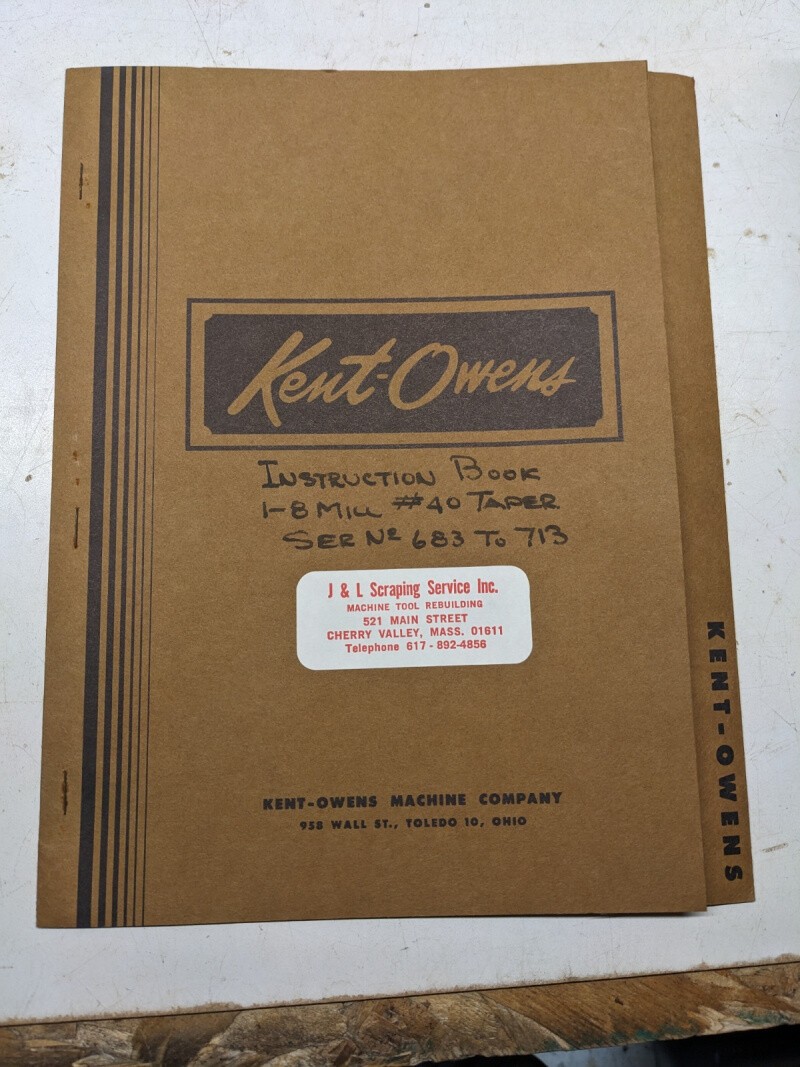 Kent-Owens
INSTRUCTION BOOK
1-8 MILL #40 TAPER
SER Nº 683 TO 713
J & L Scraping Service Inc.
MACHINE TOOL REBUILDING
521 MAIN STREET
CHERRY VALLEY, MASS. 01611
Telephone 617-892-4856
KENT-OWENS MACHINE COMPANY
958 WALL ST., TOLEDO 10, OHIO
KENT-OWENS